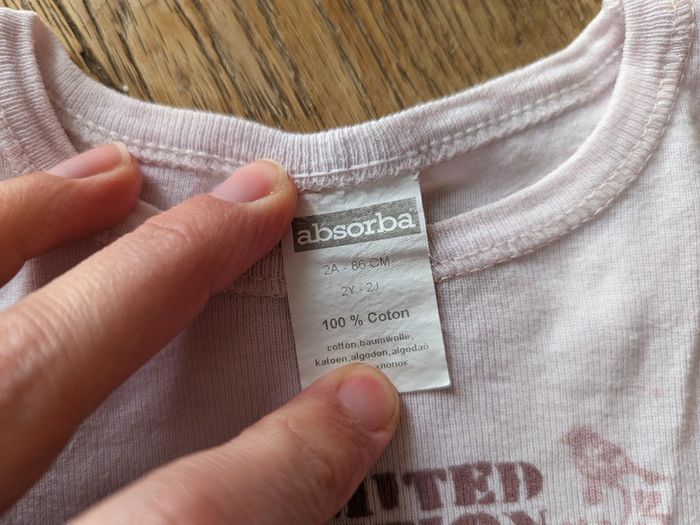 absorba
2A - 86 CM
2Y - 2J
100 % Coton
cotton,baumwolle,
katoen,algodon,algodao